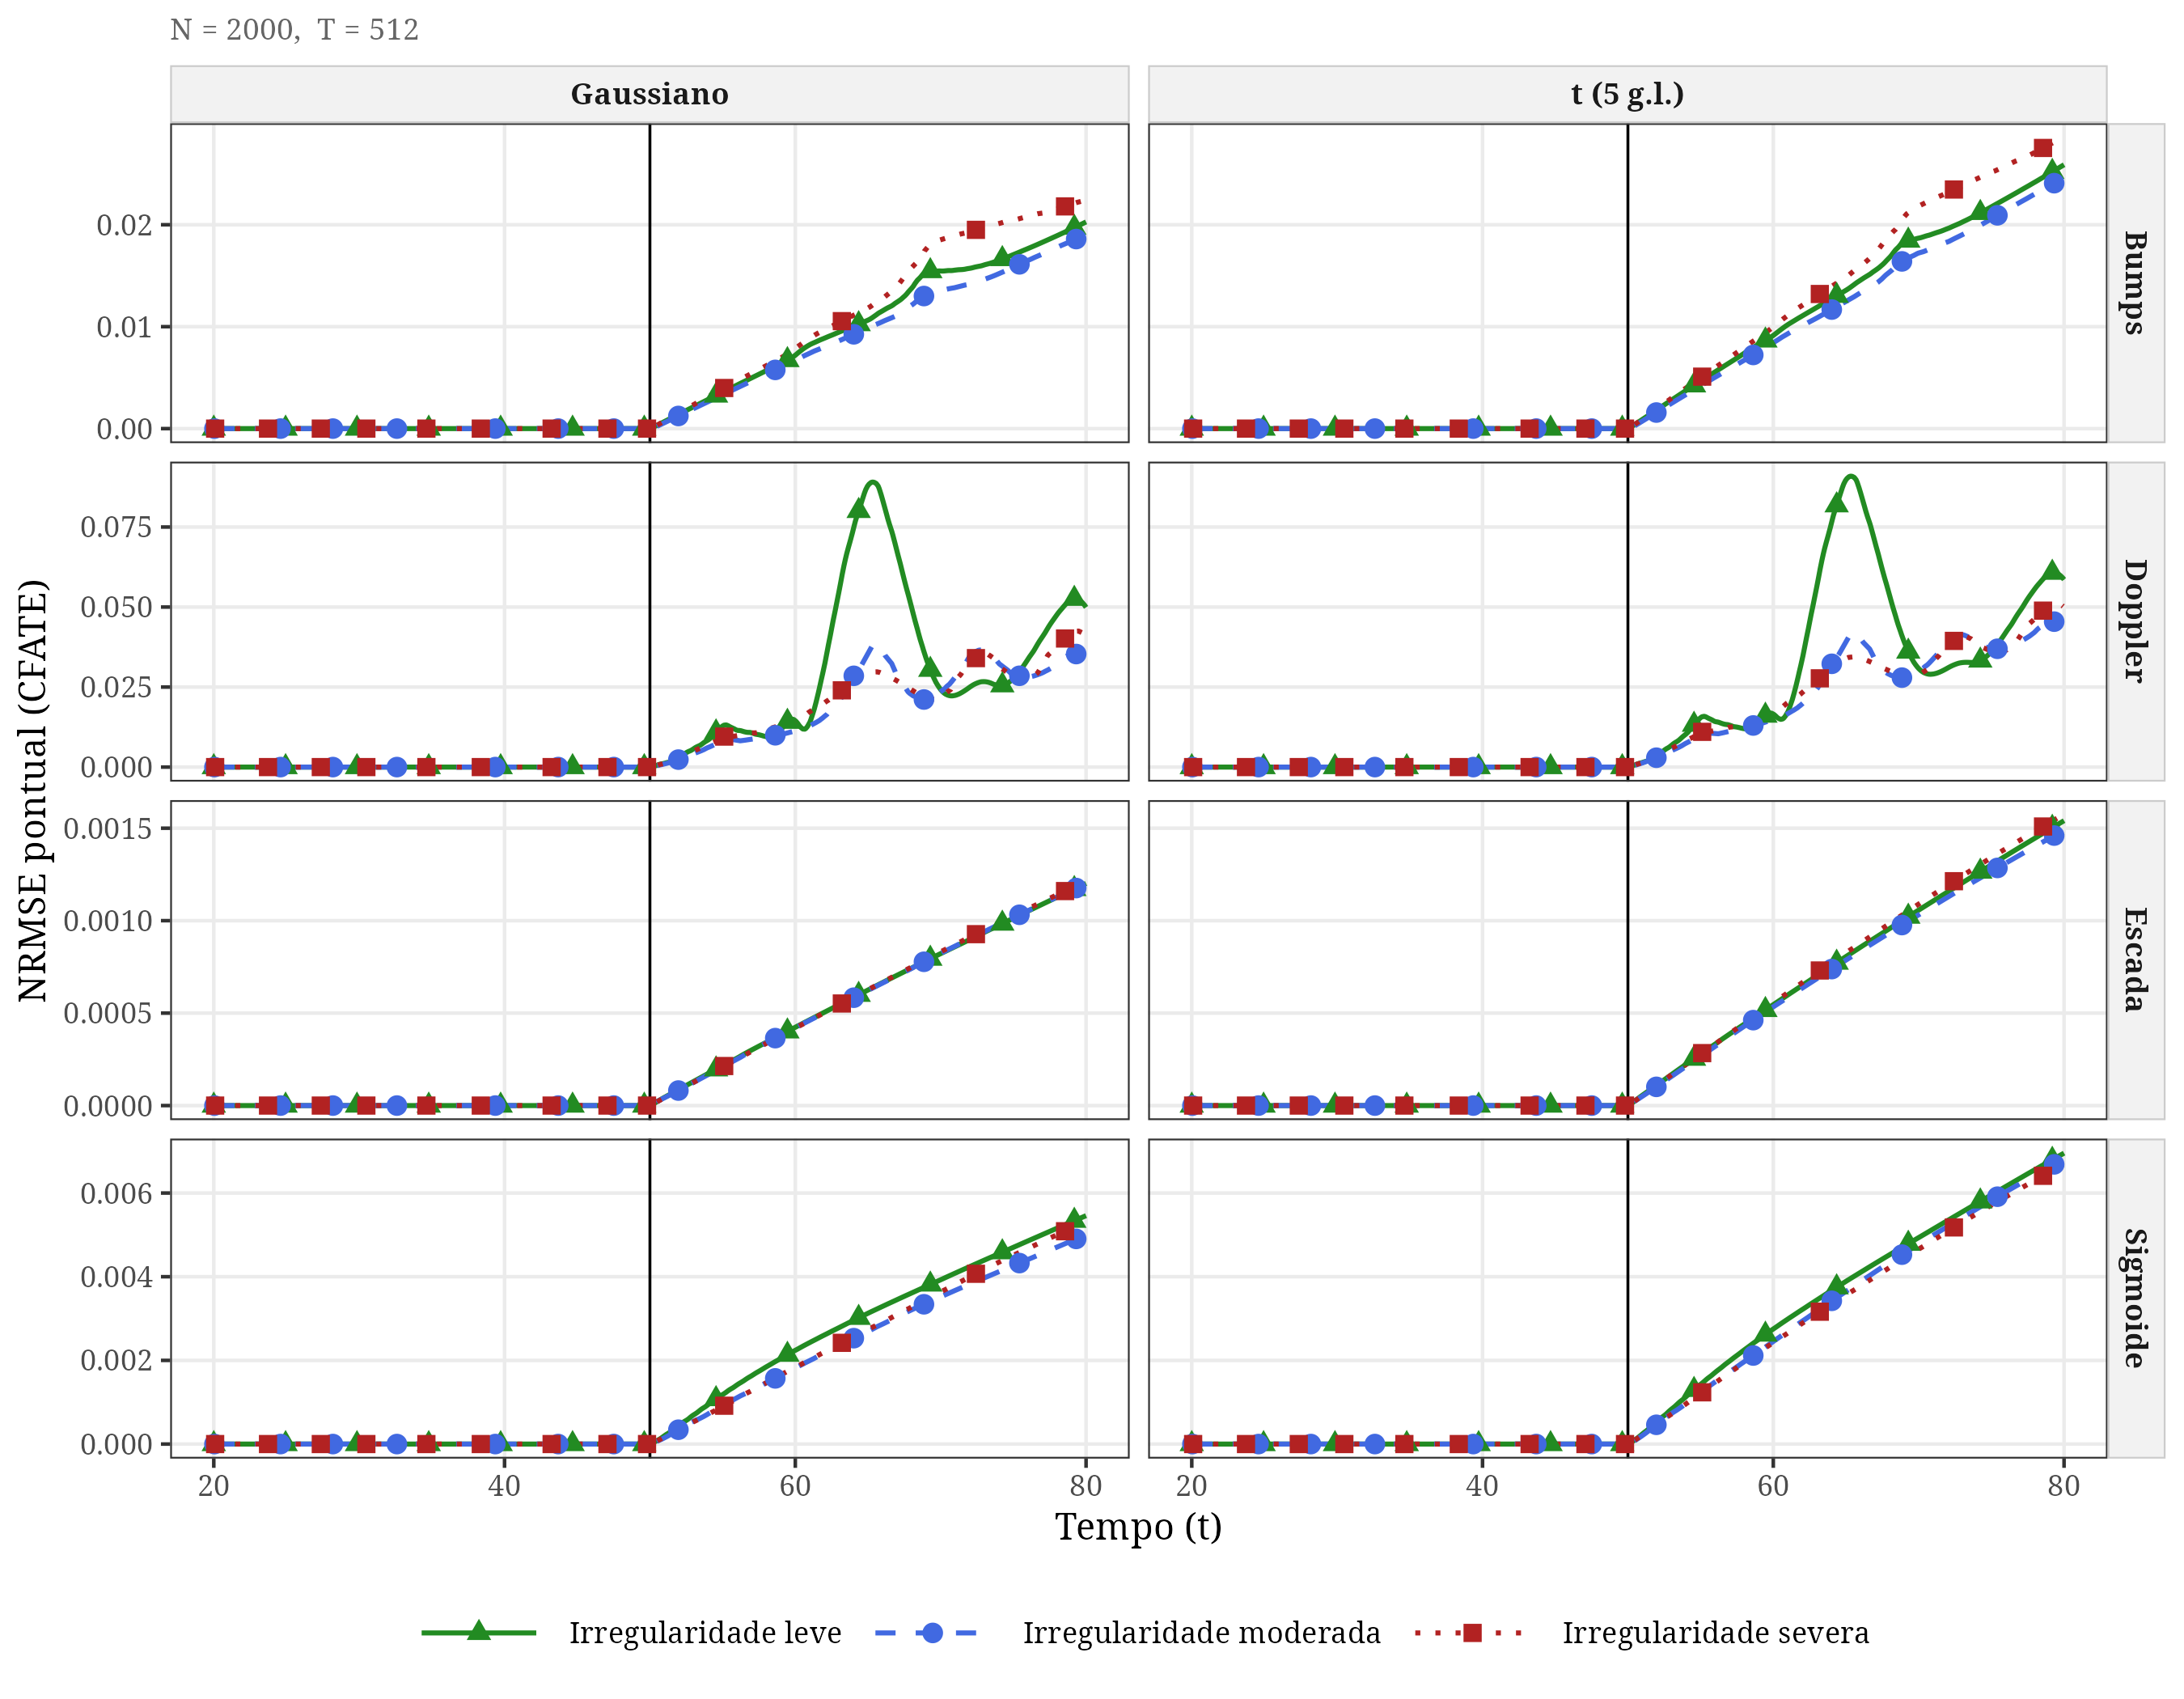 N = 2000,  T = 512
Gaussiano
t (5 g.l.)
0.02
0.01
0.00
Bumps
0.075
0.050
0.025
0.000
Doppler
0.0015
0.0010
0.0005
0.0000
Escada
0.006
0.004
0.002
0.000
Sigmoide
NRMSE pontual (CFATE)
20 40 60 80 20 40 60 80
Tempo (t)
Irregularidade leve Irregularidade moderada Irregularidade severa